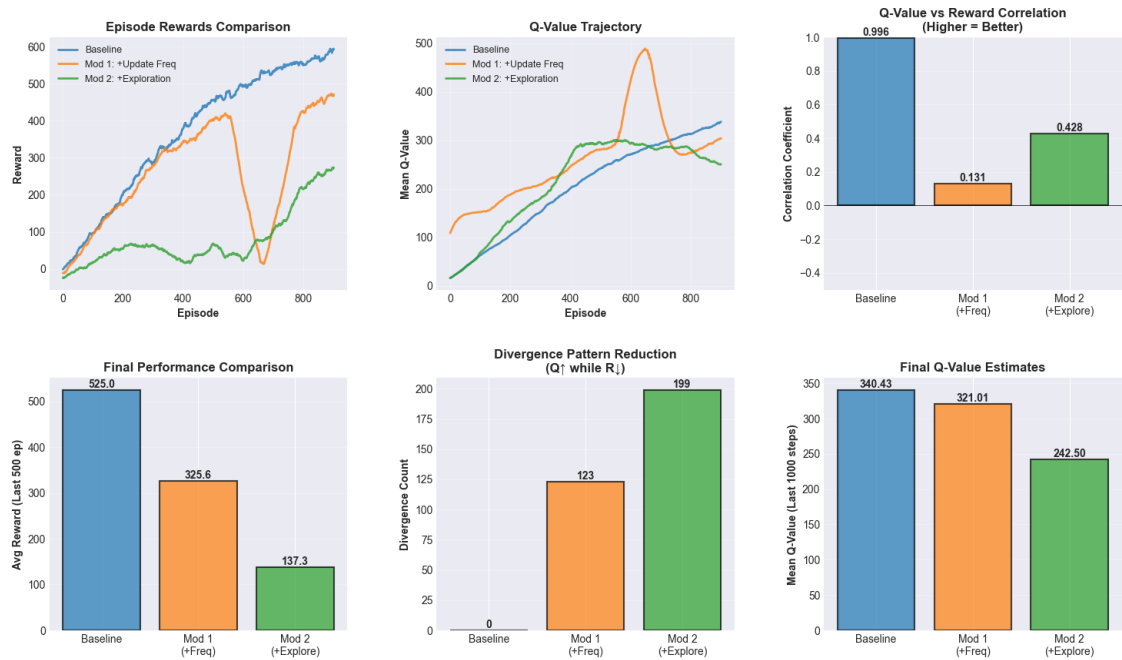 Episode Rewards Comparison
Baseline
Mod 1: +Update Freq
Mod 2: +Exploration
600
500
400
300
200
100
0
Reward
0 200 400 600 800
Episode
Q-Value Trajectory
Baseline
Mod 1: +Update Freq
Mod 2: +Exploration
500
400
300
200
100
0
Mean Q-Value
0 200 400 600 800
Episode
Q-Value vs Reward Correlation
(Higher = Better)
0.996
0.131
0.428
1.0
0.8
0.6
0.4
0.2
0.0
−0.2
−0.4
Correlation Coefficient
Baseline Mod 1 Mod 2
(+Freq) (+Explore)
Final Performance Comparison
525.0
325.6
137.3
500
400
300
200
100
0
Avg Reward (Last 500 ep)
Baseline Mod 1 Mod 2
(+Freq) (+Explore)
Divergence Pattern Reduction
(Q↑ while R↓)
0
123
199
200
175
150
125
100
75
50
25
0
Divergence Count
Baseline Mod 1 Mod 2
(+Freq) (+Explore)
Final Q-Value Estimates
340.43
321.01
242.50
350
300
250
200
150
100
50
0
Mean Q-Value (Last 1000 steps)
Baseline Mod 1 Mod 2
(+Freq) (+Explore)